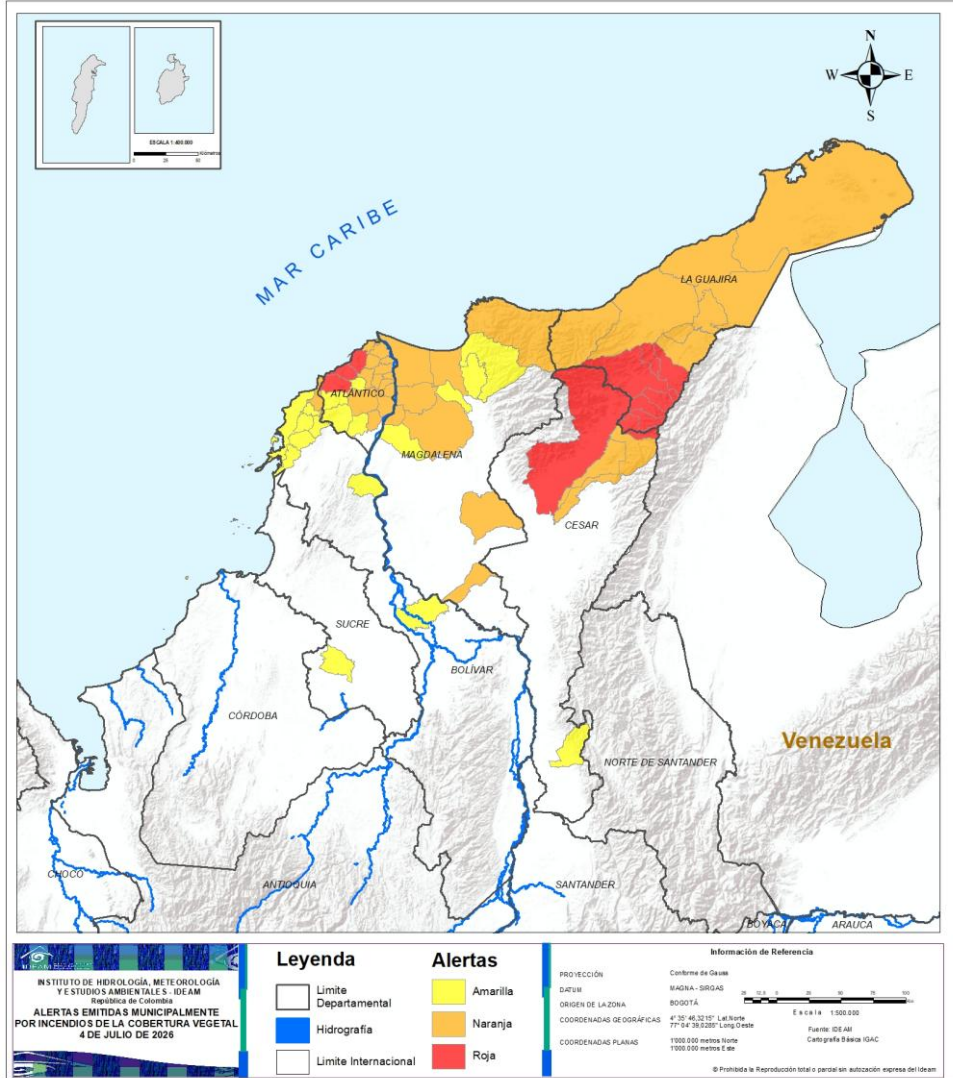 ESCALA 1:400.000
Kilómetros
N
W
E
S
MAR CARIBE
LA GUAJIRA
ATLÁNTICO
MAGDALENA
CESAR
SUCRE
BOLÍVAR
CÓRDOBA
NORTE DE SANTANDER
Venezuela
ANTIOQUIA
CHOCÓ
SANTANDER
BOYACÁ
ARAUCA
IDEAM
INSTITUTO DE HIDROLOGÍA, METEOROLOGÍA
Y ESTUDIOS AMBIENTALES - IDEAM
República de Colombia
ALERTAS EMITIDAS MUNICIPALMENTE
POR INCENDIOS DE LA COBERTURA VEGETAL
4 DE JULIO DE 2026
Leyenda
Limite
Departamental
Hidrografía
Limite Internacional
Alertas
Amarilla
Naranja
Roja
Información de Referencia
PROYECCIÓN
Conforme de Gauss
DATUM
MAGNA - SIRGAS
ORIGEN DE LA ZONA
BOGOTÁ
COORDENADAS GEOGRÁFICAS
4° 35' 46,3215" Lat.Norte
77° 04' 39,0285" Long.Oeste
COORDENADAS PLANAS
1'000.000 metros Norte
1'000.000 metros Este
Escala 1:500.000
Fuente: IDEAM
Cartografía Básica IGAC
© Prohibida la Reproducción total o parcial sin autozación expresa del Ideam